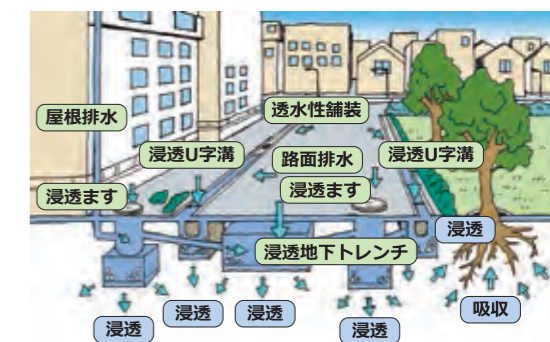 屋根排水
透水性舗装
浸透U字溝
路面排水
浸透U字溝
浸透ます
浸透ます
浸透
浸透地下トレンチ
浸透
浸透
浸透
浸透
吸収